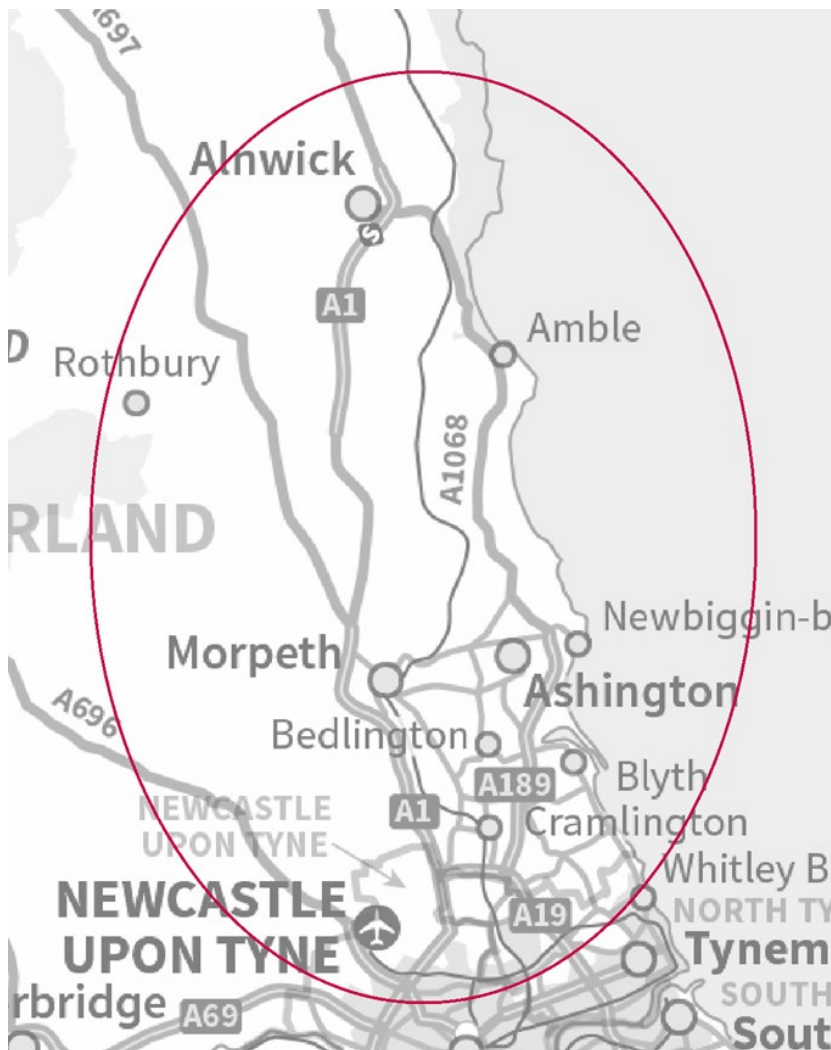 A697
Alnwick
S
A1
Amble
D
Rothbury
A1068
RLAND
Newbiggin-b
Morpeth
Ashington
A696
Bedlington
A189
Blyth
NEWCASTLE
UPON TYNE
A1
Cramlington
Whitley B
NEWCASTLE
UPON TYNE
A19
NORTH TY
Tynem
rbridge
A69
SOUTH
Sout